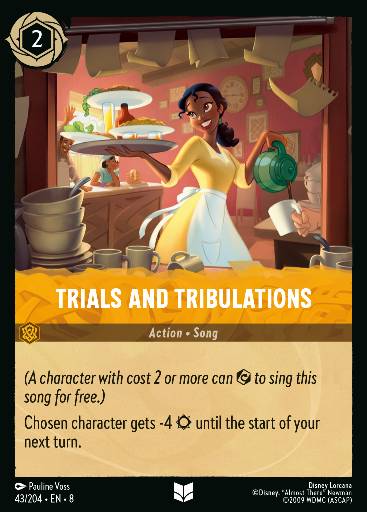 2
TRIALS AND TRIBULATIONS
Action • Song
(A character with cost 2 or more can to sing this
song for free.)
Chosen character gets -4 until the start of your
next turn.
Pauline Voss
43/204 • EN • 8
Disney Lorcana
©Disney, "Almost There" Newman
©2009 WDMC (ASCAP)